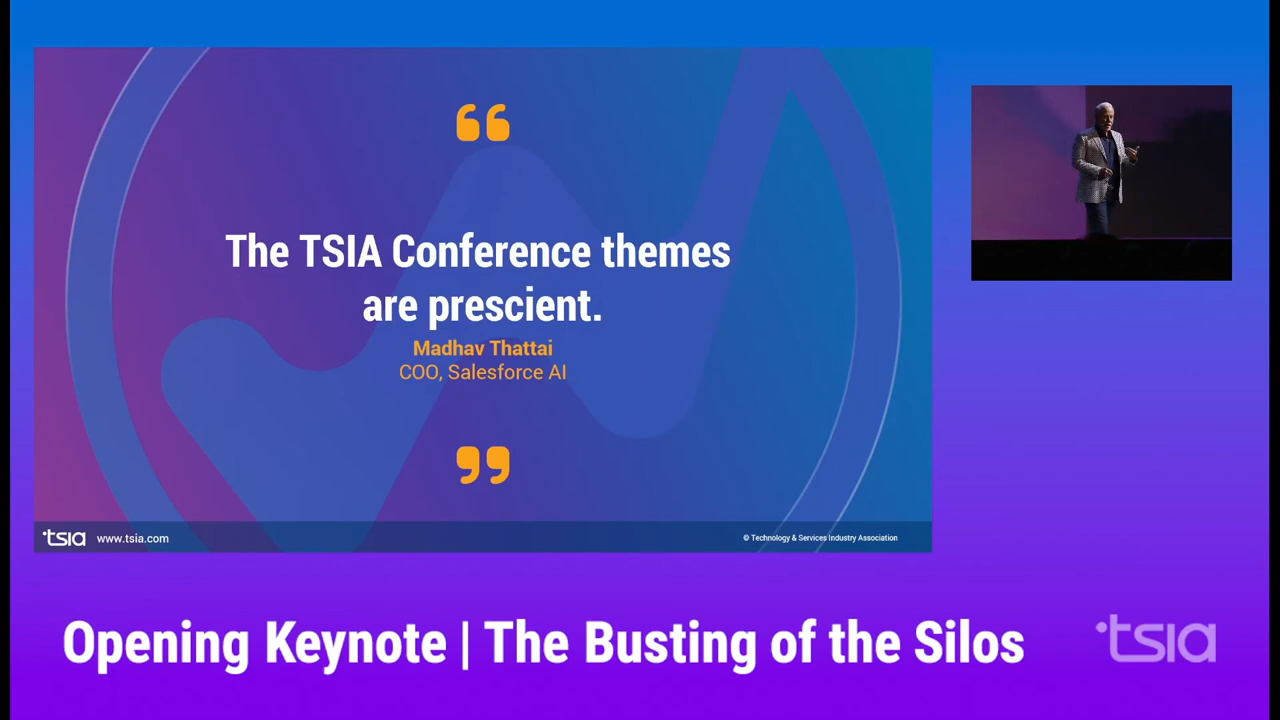 The TSIA Conference themes
are prescient.
Madhav Thattai
COO, Salesforce AI
tsia www.tsia.com
© Technology & Services Industry Association
Opening Keynote | The Busting of the Silos
tsia